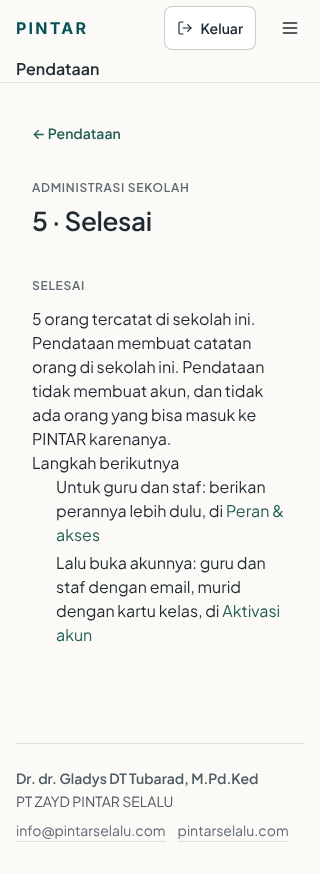 PINTAR
Keluar
Pendataan
← Pendataan
ADMINISTRASI SEKOLAH
5 · Selesai
SELESAI
5 orang tercatat di sekolah ini.
Pendataan membuat catatan
orang di sekolah ini. Pendataan
tidak membuat akun, dan tidak
ada orang yang bisa masuk ke
PINTAR karenanya.
Langkah berikutnya
Untuk guru dan staf: berikan
perannya lebih dulu, di Peran &
akses
Lalu buka akunnya: guru dan
staf dengan email, murid
dengan kartu kelas, di Aktivasi
akun
Dr. dr. Gladys DT Tubarad, M.Pd.Ked
PT ZAYD PINTAR SELALU
info@pintarselalu.com pintarselalu.com